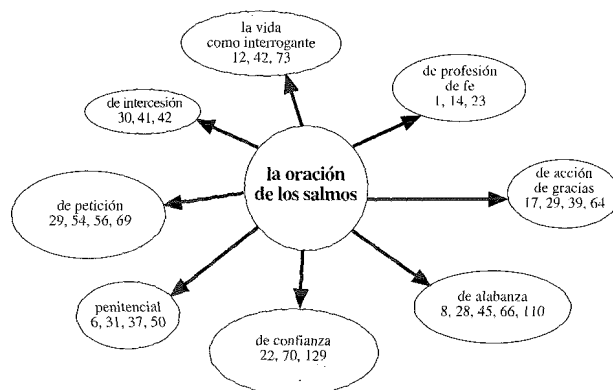 la vida
como interrogante
12, 42, 73
de profesión
de fe
1, 14, 23
de intercesión
30, 41, 42
la oración
de los salmos
de acción
de gracias
17, 29, 39, 64
de petición
29, 54, 56, 69
de alabanza
8, 28, 45, 66, 110
penitencial
6, 31, 37, 50
de confianza
22, 70, 129